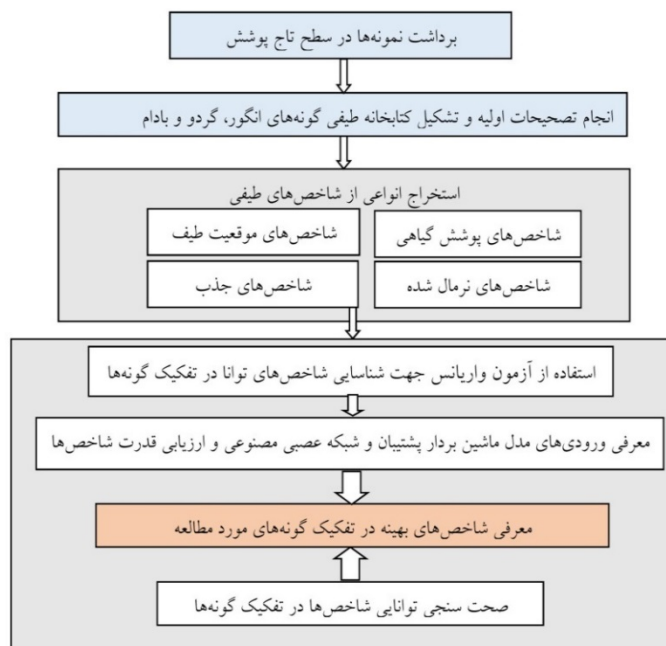 برداشت نمونه‌ها در سطح تاج پوشش
انجام تصحیحات اولیه و تشکیل کتابخانه طیفی گونه‌های انگور، گردو و بادام
استخراج انواعی از شاخص‌های طیفی
شاخص‌های پوشش گیاهی
شاخص‌های موقعیت طیف
شاخص‌های نرمال شده
شاخص‌های جذب
استفاده از آزمون واریانس جهت شناسایی شاخص‌های توانا در تفکیک گونه‌ها
معرفی ورودی‌های مدل ماشین بردار پشتیبان و شبکه عصبی مصنوعی و ارزیابی قدرت شاخص‌ها
معرفی شاخص‌های بهینه در تفکیک گونه‌های مورد مطالعه
صحت سنجی توانایی شاخص‌ها در تفکیک گونه‌ها